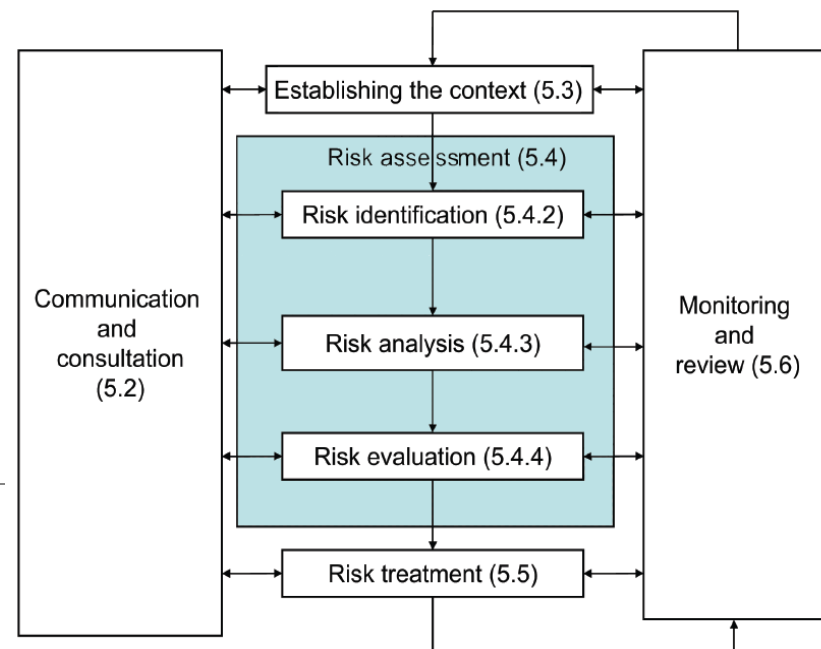 Establishing the context (5.3)
Risk assessment (5.4)
Risk identification (5.4.2)
Communication
and
consultation
(5.2)
Risk analysis (5.4.3)
Monitoring
and
review (5.6)
Risk evaluation (5.4.4)
Risk treatment (5.5)